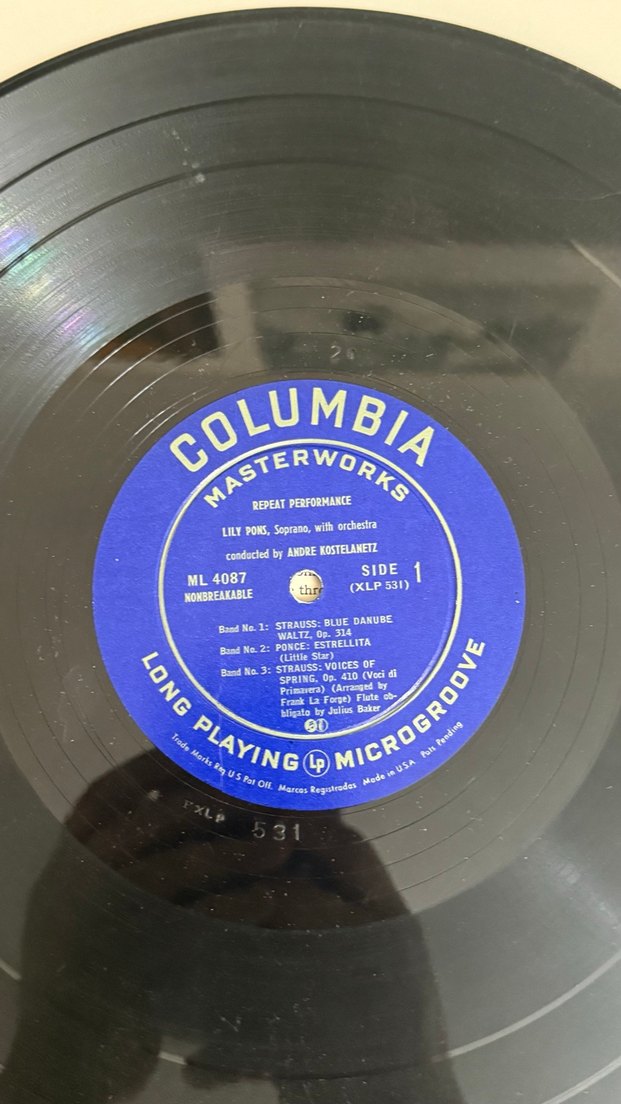 26
COLUMBIA
MASTERWORKS
REPEAT PERFORMANCE
LILY PONS, Soprano, with orchestra
conducted by ANDRE KOSTELANETZ
ML 4087
NONBREAKABLE
SIDE 1
(XLP 531)
thr
Band No. 1: STRAUSS: BLUE DANUBE
WALTZ, Op. 314
Band No. 2: PONCE: ESTRELLITA
(Little Star)
Band No. 3: STRAUSS: VOICES OF
SPRING, Op. 410 (Voci di
Primavera) (Arranged by
Frank La Forge) Flute ob-
bligato by Julius Baker
LONG PLAYING Lp MICROGROOVE
Trade Marks Reg U S Pat Off. Marcas Registradas Made in U S A Pats Pending
XLP 531